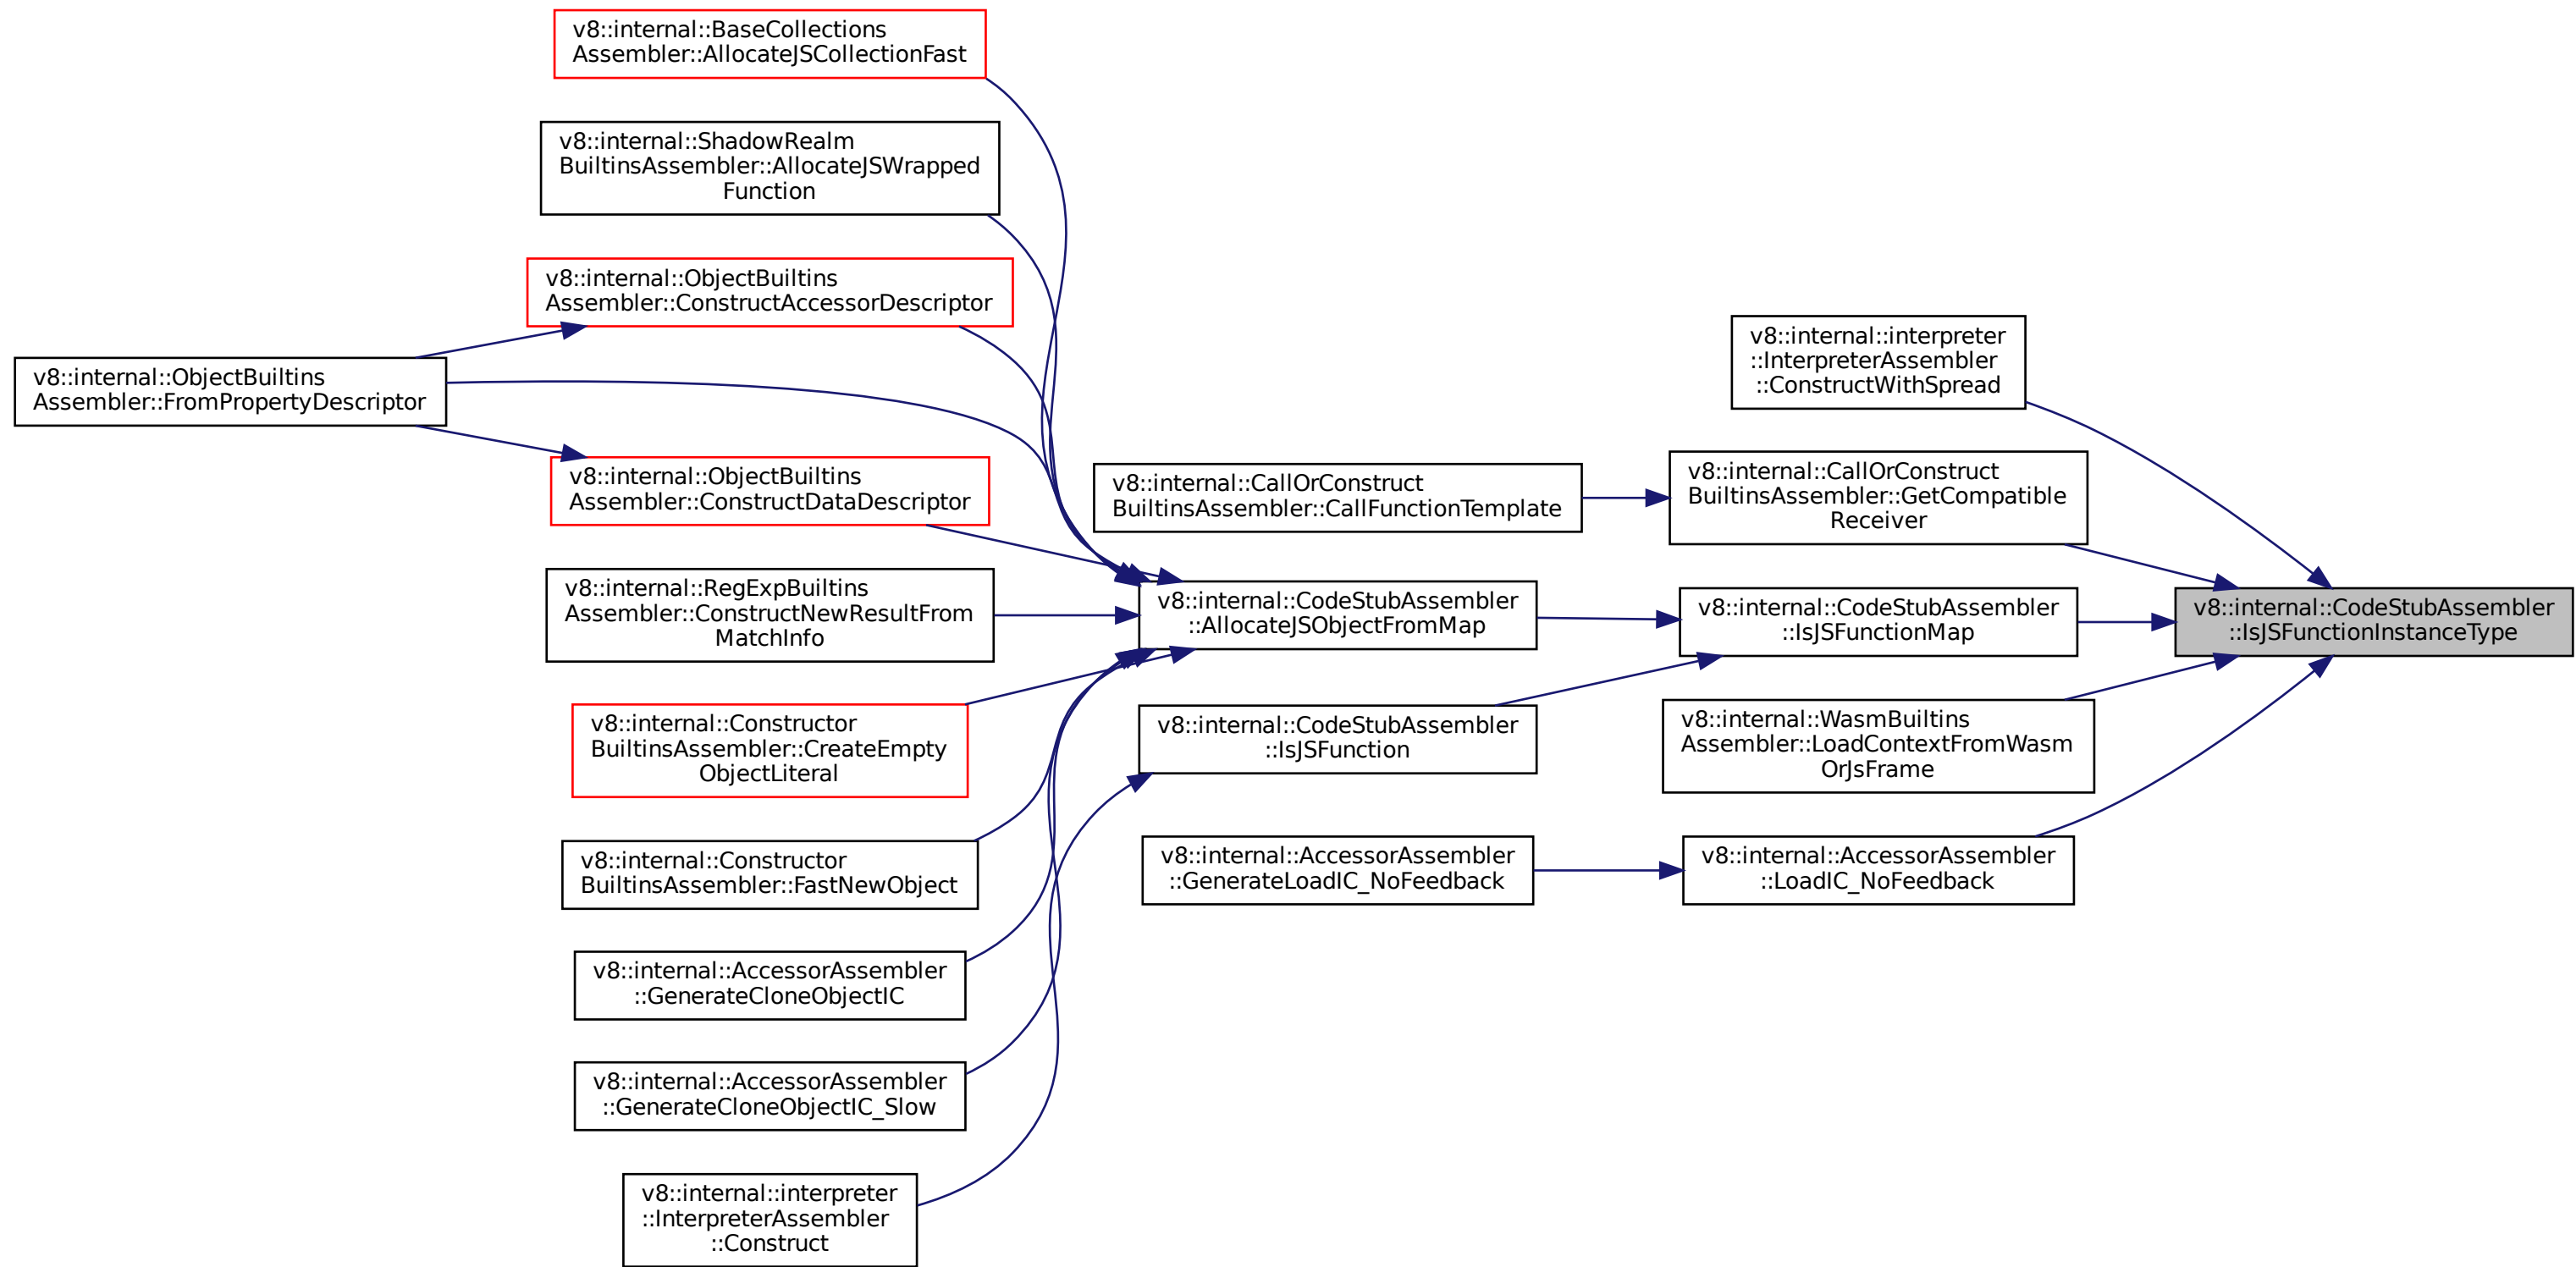 v8::internal::BaseCollections
Assembler::AllocateJSCollectionFast
v8::internal::ShadowRealm
BuiltinsAssembler::AllocateJSWrapped
Function
v8::internal::ObjectBuiltins
Assembler::ConstructAccessorDescriptor
v8::internal::ObjectBuiltins
Assembler::FromPropertyDescriptor
v8::internal::ObjectBuiltins
Assembler::ConstructDataDescriptor
v8::internal::RegExpBuiltins
Assembler::ConstructNewResultFrom
MatchInfo
v8::internal::Constructor
BuiltinsAssembler::CreateEmpty
ObjectLiteral
v8::internal::Constructor
BuiltinsAssembler::FastNewObject
v8::internal::AccessorAssembler
::GenerateCloneObjectIC
v8::internal::AccessorAssembler
::GenerateCloneObjectIC_Slow
v8::internal::interpreter
::InterpreterAssembler
::Construct
v8::internal::CallOrConstruct
BuiltinsAssembler::CallFunctionTemplate
v8::internal::CodeStubAssembler
::AllocateJSObjectFromMap
v8::internal::CodeStubAssembler
::IsJSFunction
v8::internal::AccessorAssembler
::GenerateLoadIC_NoFeedback
v8::internal::interpreter
::InterpreterAssembler
::ConstructWithSpread
v8::internal::CallOrConstruct
BuiltinsAssembler::GetCompatible
Receiver
v8::internal::CodeStubAssembler
::IsJSFunctionMap
v8::internal::WasmBuiltins
Assembler::LoadContextFromWasm
OrJsFrame
v8::internal::AccessorAssembler
::LoadIC_NoFeedback
v8::internal::CodeStubAssembler
::IsJSFunctionInstanceType